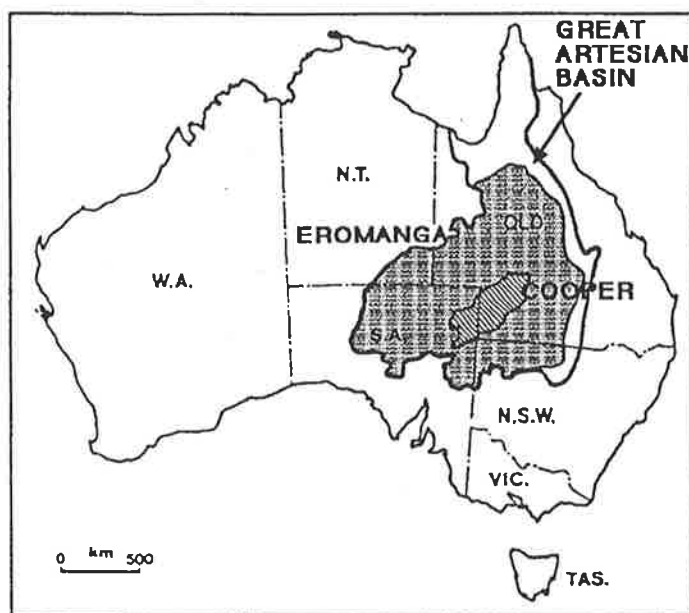 GREAT
ARTESIAN
BASIN
N.T.
QLD
EROMANGA
W.A.
COOPER
S.A.
N.S.W.
VIC.
0 km 500
TAS.